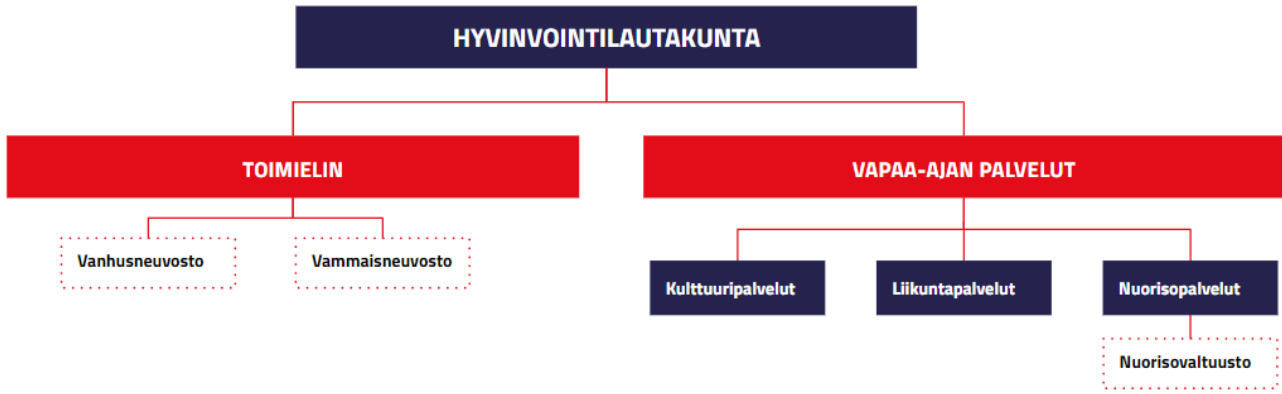 HYVINVOINTILAUTAKUNTA
TOIMIELIN
VAPAA-AJAN PALVELUT
Vanhusneuvosto
Vammaisneuvosto
Kulttuuripalvelut
Liikuntapalvelut
Nuorisopalvelut
Nuorisovaltuusto